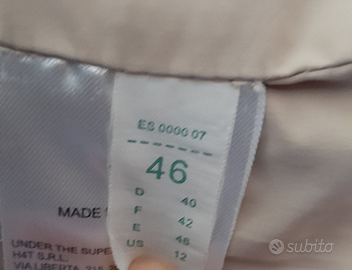 ES 0000 07
46
D 40
F 42
E 46
US 12
MADE
UNDER THE SUPE
H4T S.R.L.
VIA LIBERTA
subito